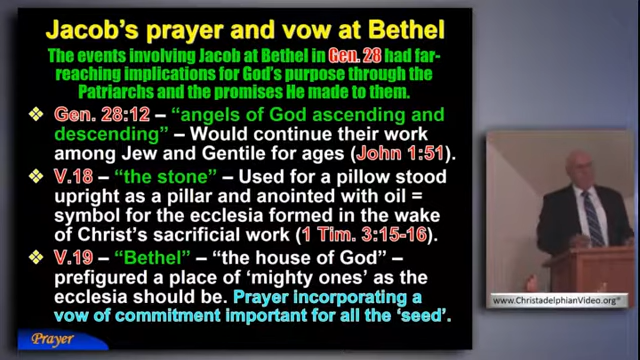 Jacob's prayer and vow at Bethel
The events involving Jacob at Bethel in Gen. 28 had far-
reaching implications for God's purpose through the
Patriarchs and the promises He made to them.
❖ Gen. 28:12 – “angels of God ascending and
descending” – Would continue their work
among Jew and Gentile for ages (John 1:51).
❖ V.18 – “the stone” – Used for a pillow stood
upright as a pillar and anointed with oil =
symbol for the ecclesia formed in the wake
of Christ's sacrificial work (1 Tim. 3:15-16).
❖ V.19 – “Bethel” – “the house of God” –
prefigured a place of ‘mighty ones’ as the
ecclesia should be. Prayer incorporating a
vow of commitment important for all the ‘seed’.
Prayer
www.ChristadelphianVideo.org